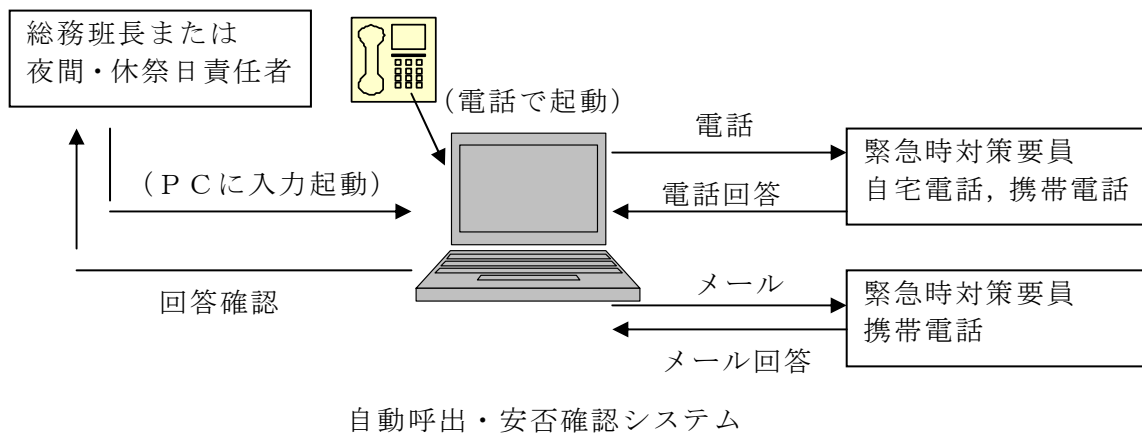 総務班長または
夜間・休祭日責任者
(電話で起動)
(PCに入力起動)
回答確認
電話
電話回答
緊急時対策要員
自宅電話,携帯電話
メール
メール回答
緊急時対策要員
携帯電話
自動呼出・安否確認システム